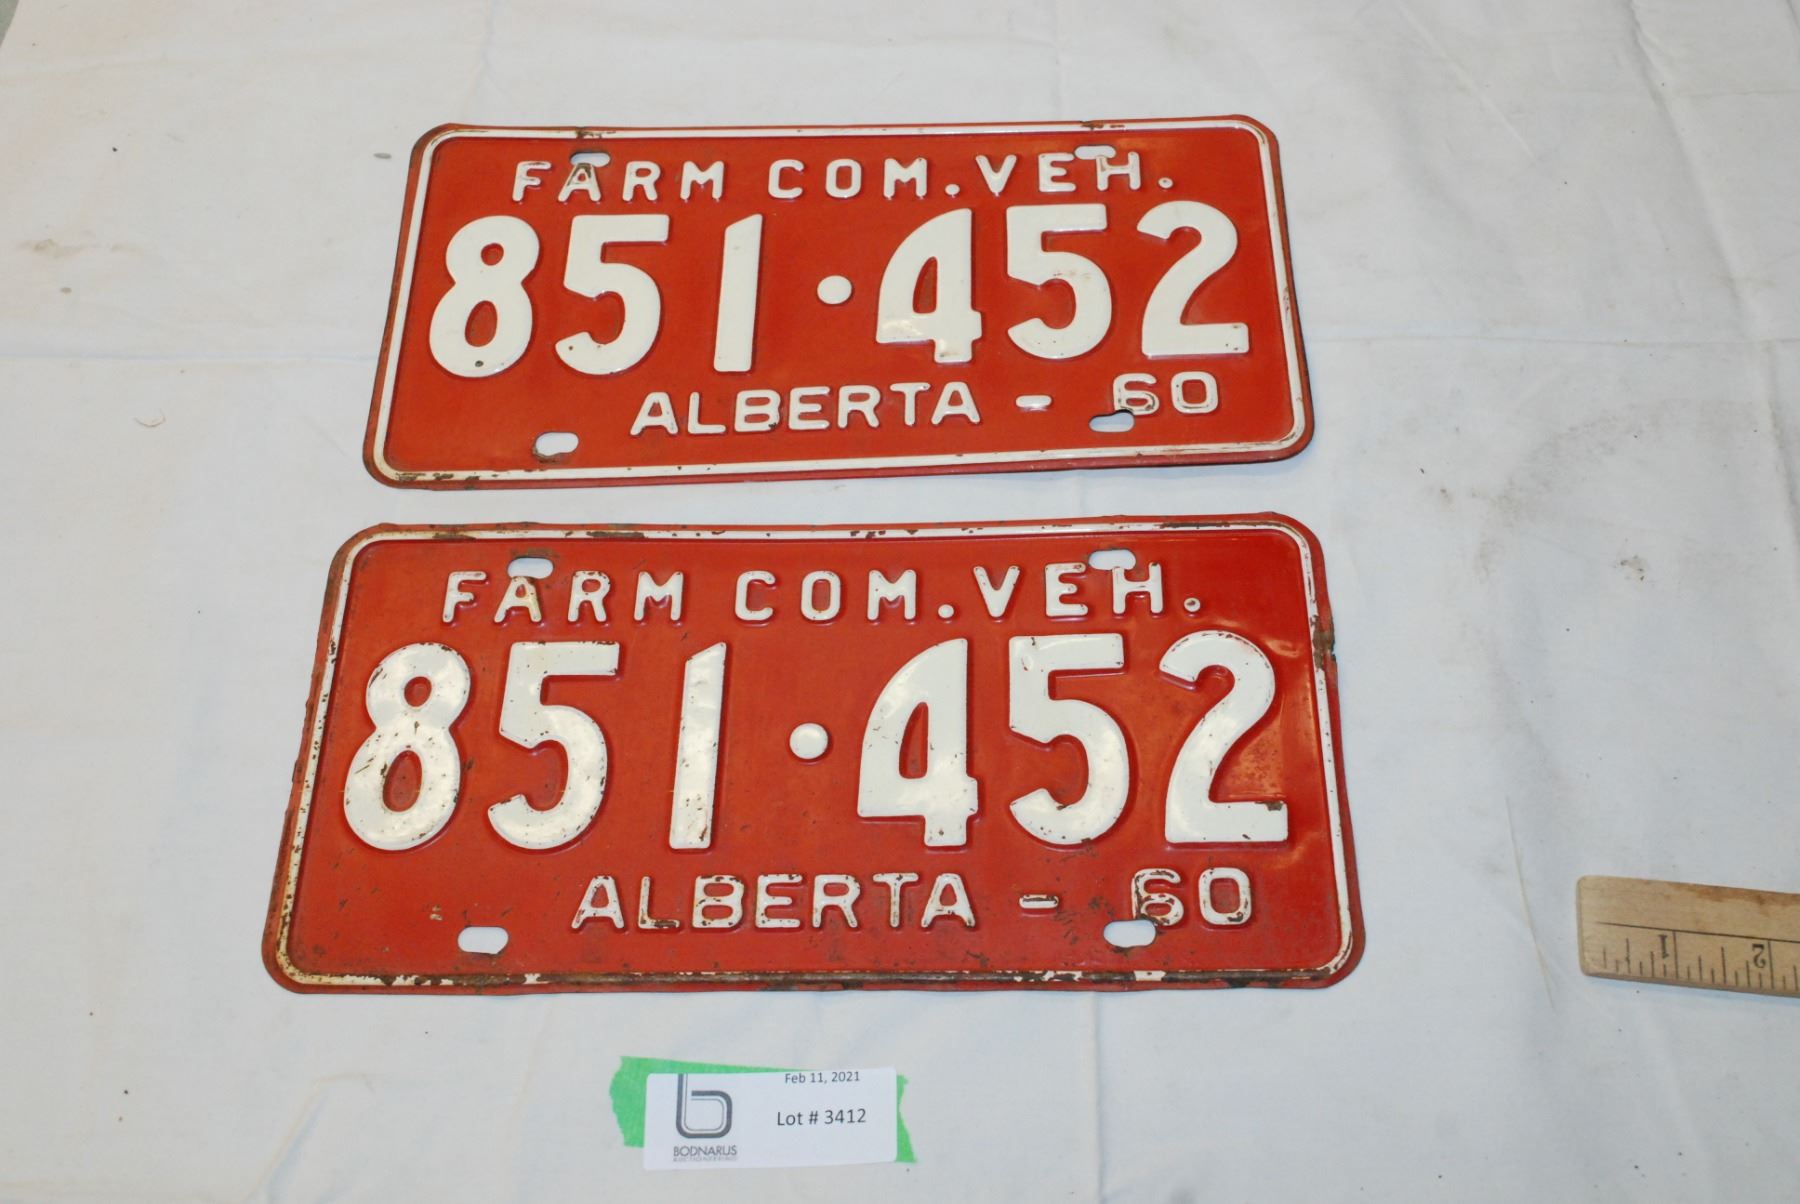 FARM COM. VEH.
851·452
ALBERTA - 60
FARM COM. VEH.
851·452
ALBERTA - 60
1 2
Feb 11, 2021
Lot # 3412
BODNARUS
AUCTIONEERING